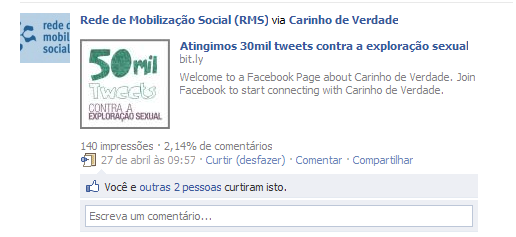 rede d
mobiliz
social
Rede de Mobilização Social (RMS) via Carinho de Verdade
50mil
Tweets
CONTRA A
EXPLORAÇÃO SEXUAL
Atingimos 30mil tweets contra a exploração sexual
bit.ly
Welcome to a Facebook Page about Carinho de Verdade. Join
Facebook to start connecting with Carinho de Verdade.
140 impressões · 2,14% de comentários
27 de abril às 09:57 · Curtir (desfazer) · Comentar · Compartilhar
Você e outras 2 pessoas curtiram isto.
Escreva um comentário...